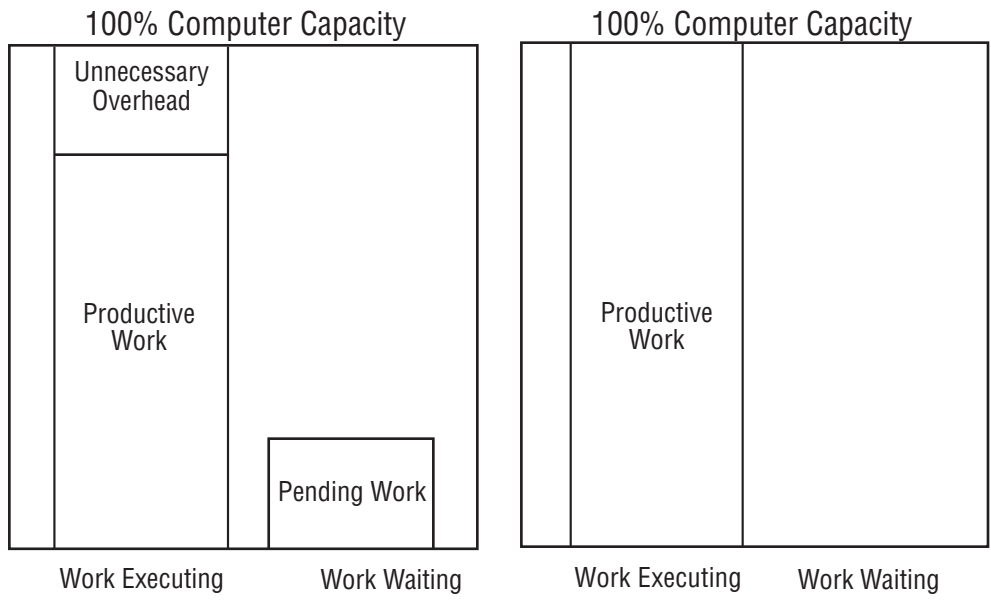 100% Computer Capacity
Unnecessary
Overhead
Productive
Work
Pending Work
Work Executing
Work Waiting
100% Computer Capacity
Productive
Work
Work Executing
Work Waiting